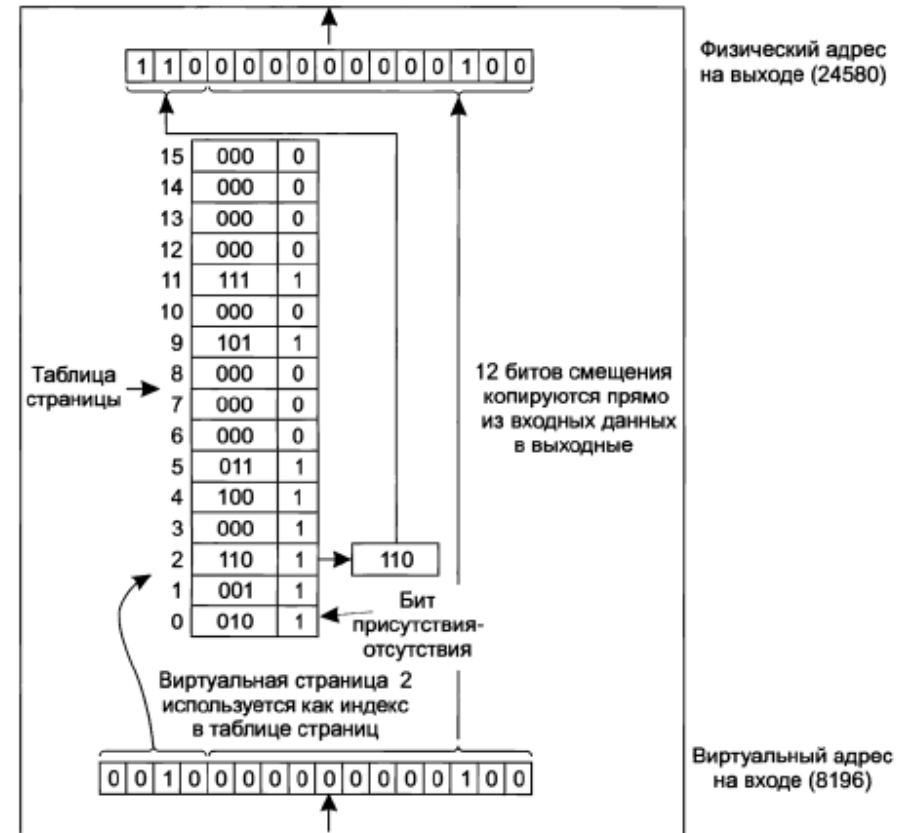 Физический адрес
на выходе (24580)
1 1 0 0 0 0 0 0 0 0 0 0 1 0 0
15 000 0
14 000 0
13 000 0
12 000 0
11 111 1
10 000 0
9 101 1
8 000 0
7 000 0
6 000 0
5 011 1
4 100 1
3 000 1
2 110 1 110
1 001 1
0 010 1
Таблица
страницы
12 битов смещения
копируются прямо
из входных данных
в выходные
Бит
присутствия-
отсутствия
Виртуальная страница 2
используется как индекс
в таблице страниц
0 0 1 0 0 0 0 0 0 0 0 0 0 1 0 0
Виртуальный адрес
на входе (8196)